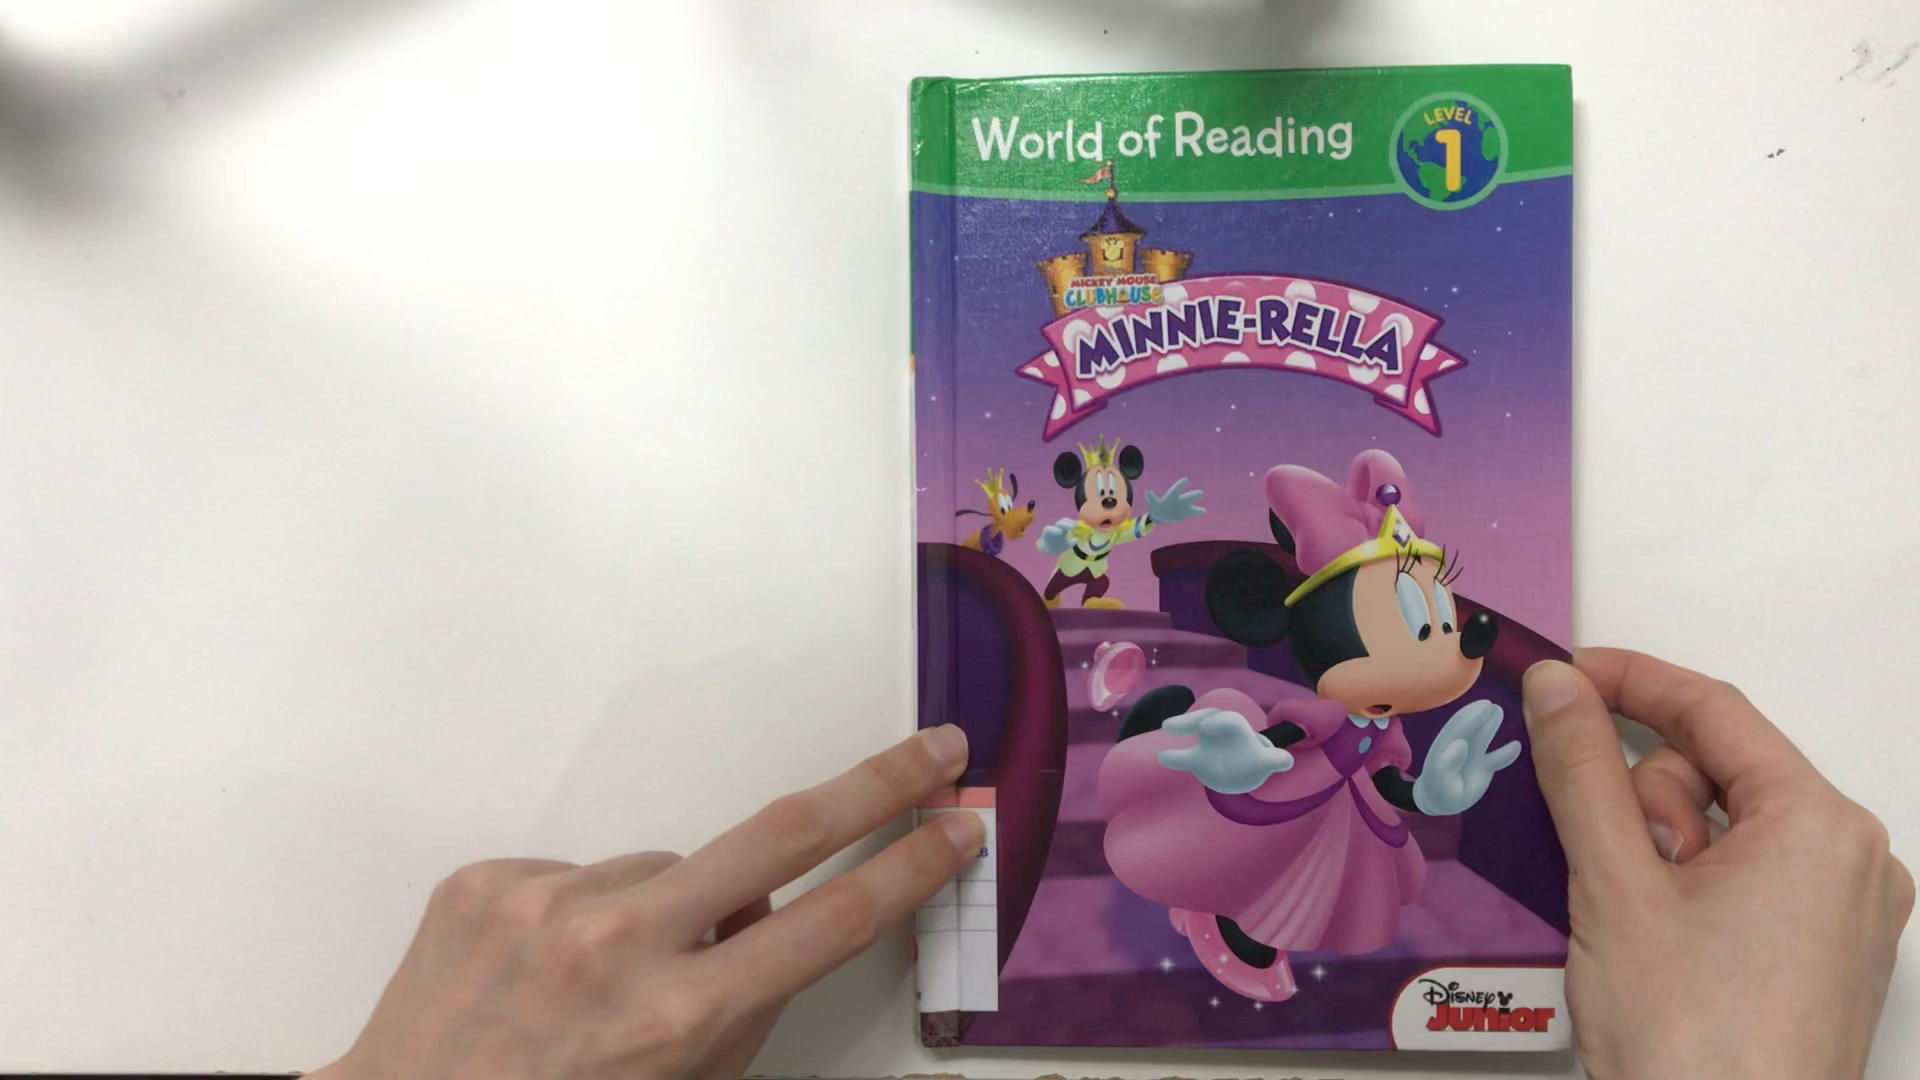 World of Reading
LEVEL
1
MICKEY MOUSE
CLUBHOUSE
MINNIE-RELLA
Disney
Junior